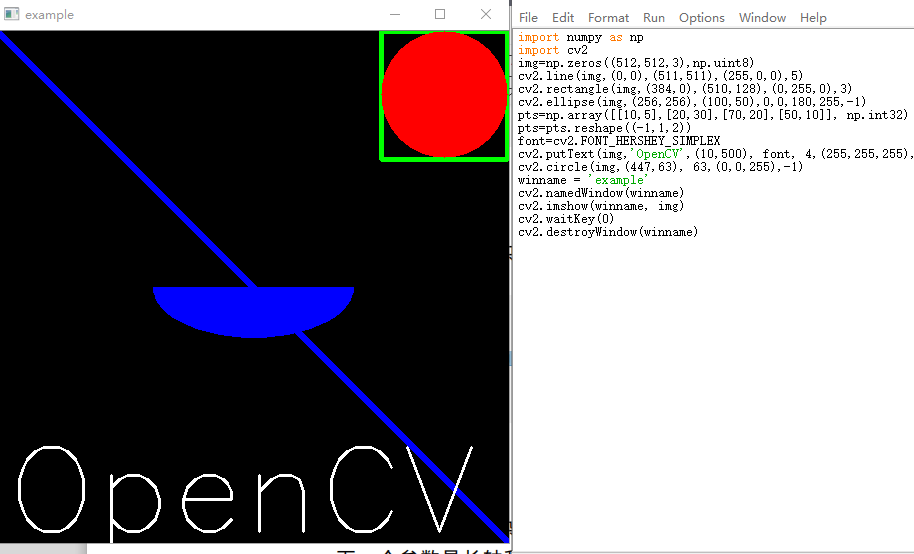 example
File Edit Format Run Options Window Help
import numpy as np
import cv2
img=np.zeros((512,512,3),np.uint8)
cv2.line(img,(0,0),(511,511),(255,0,0),5)
cv2.rectangle(img,(384,0),(510,128),(0,255,0),3)
cv2.ellipse(img,(256,256),(100,50),0,0,180,255,-1)
pts=np.array([[10,5],[20,30],[70,20],[50,10]], np.int32)
pts=pts.reshape((-1,1,2))
font=cv2.FONT_HERSHEY_SIMPLEX
cv2.putText(img,'OpenCV',(10,500), font, 4,(255,255,255),
cv2.circle(img,(447,63), 63,(0,0,255),-1)
winname = 'example'
cv2.namedWindow(winname)
cv2.imshow(winname, img)
cv2.waitKey(0)
cv2.destroyWindow(winname)
OpenCV